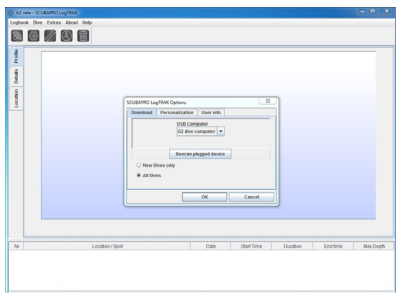 G2 view - SCUBAPRO LogTRAK
Logbook Dive Extras About Help
Profile
Details
Location
SCUBAPRO LogTRAK Options
Download Personalization User info
USB Computer
G2 dive computer
Rescan plugged device
New Dives only
All Dives
OK Cancel
Nr Location / Spot Date Start Time Duration End time Max Depth